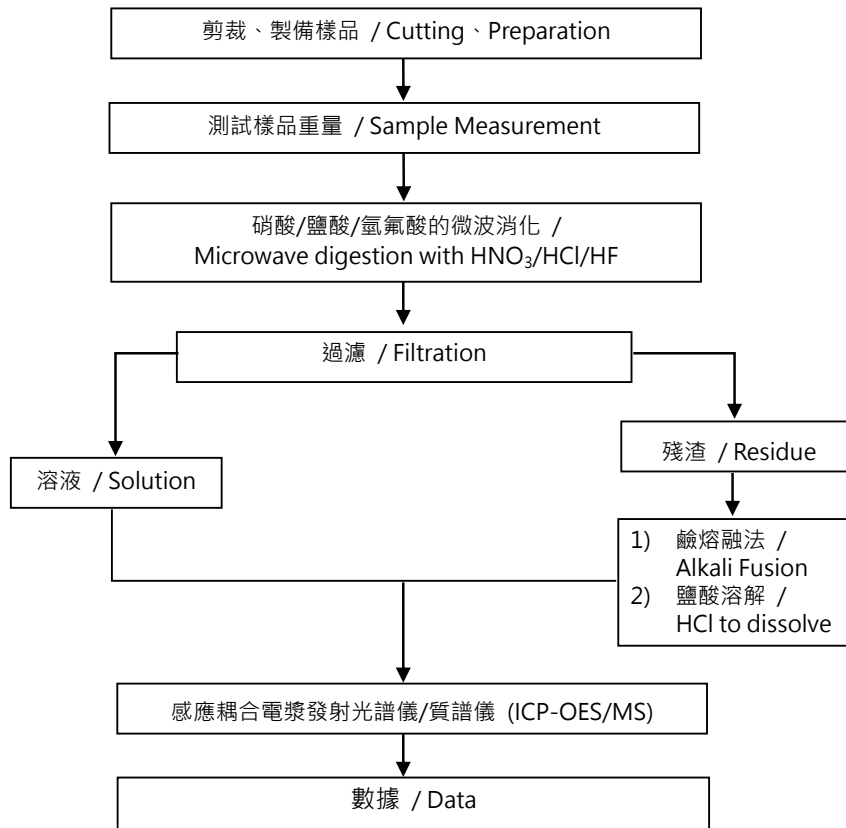 剪裁、製備樣品 / Cutting、Preparation
測試樣品重量 / Sample Measurement
硝酸/鹽酸/氫氟酸的微波消化 /
Microwave digestion with HNO₃/HCl/HF
過濾 / Filtration
溶液 / Solution
殘渣 / Residue
1) 鹼熔融法 /
Alkali Fusion
2) 鹽酸溶解 /
HCl to dissolve
感應耦合電漿發射光譜儀/質譜儀 (ICP-OES/MS)
數據 / Data